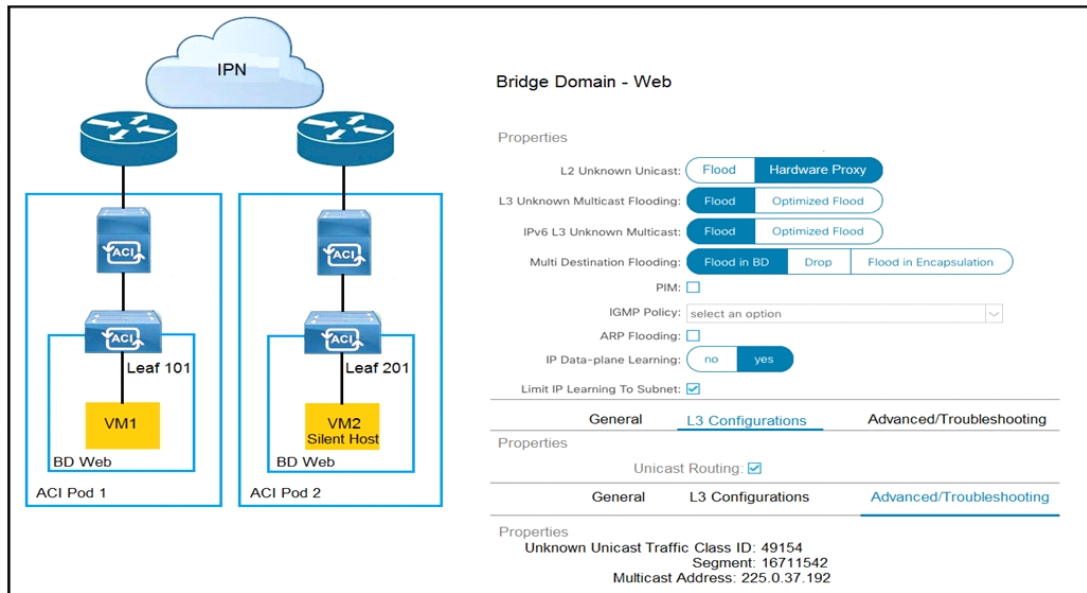 IPN
ACI
ACI
ACI
ACI
Leaf 101
Leaf 201
VM1
VM2
Silent Host
BD Web
BD Web
ACI Pod 1
ACI Pod 2
Bridge Domain - Web
Properties
L2 Unknown Unicast: Flood Hardware Proxy
L3 Unknown Multicast Flooding: Flood Optimized Flood
IPv6 L3 Unknown Multicast: Flood Optimized Flood
Multi Destination Flooding: Flood in BD Drop Flood in Encapsulation
PIM:
IGMP Policy: select an option
ARP Flooding:
IP Data-plane Learning: no yes
Limit IP Learning To Subnet:
General L3 Configurations Advanced/Troubleshooting
Properties
Unicast Routing:
General L3 Configurations Advanced/Troubleshooting
Properties
Unknown Unicast Traffic Class ID: 49154
Segment: 16711542
Multicast Address: 225.0.37.192